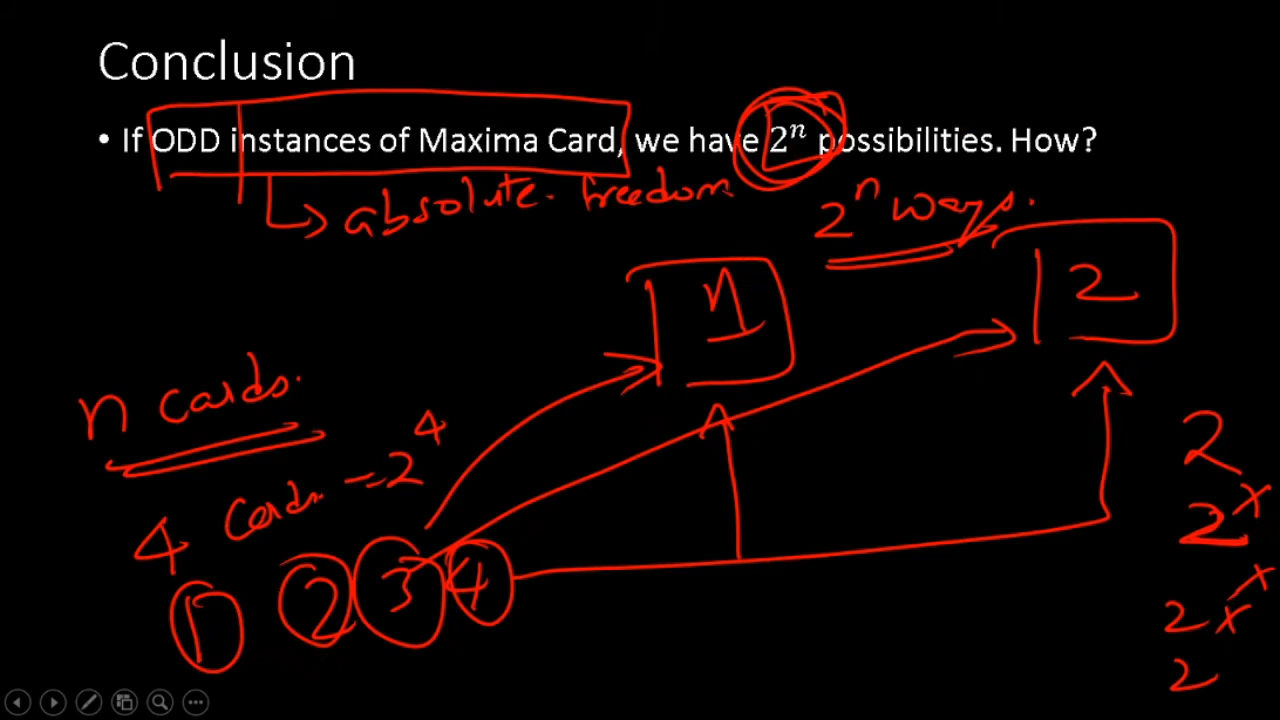 Conclusion
• If ODD instances of Maxima Card, we have 2ⁿ possibilities. How?
absolute. freedom
2ⁿ ways.
1
2
n cards.
4 cards = 2⁴
1 2 3 4
2
2 x
2 x x
2